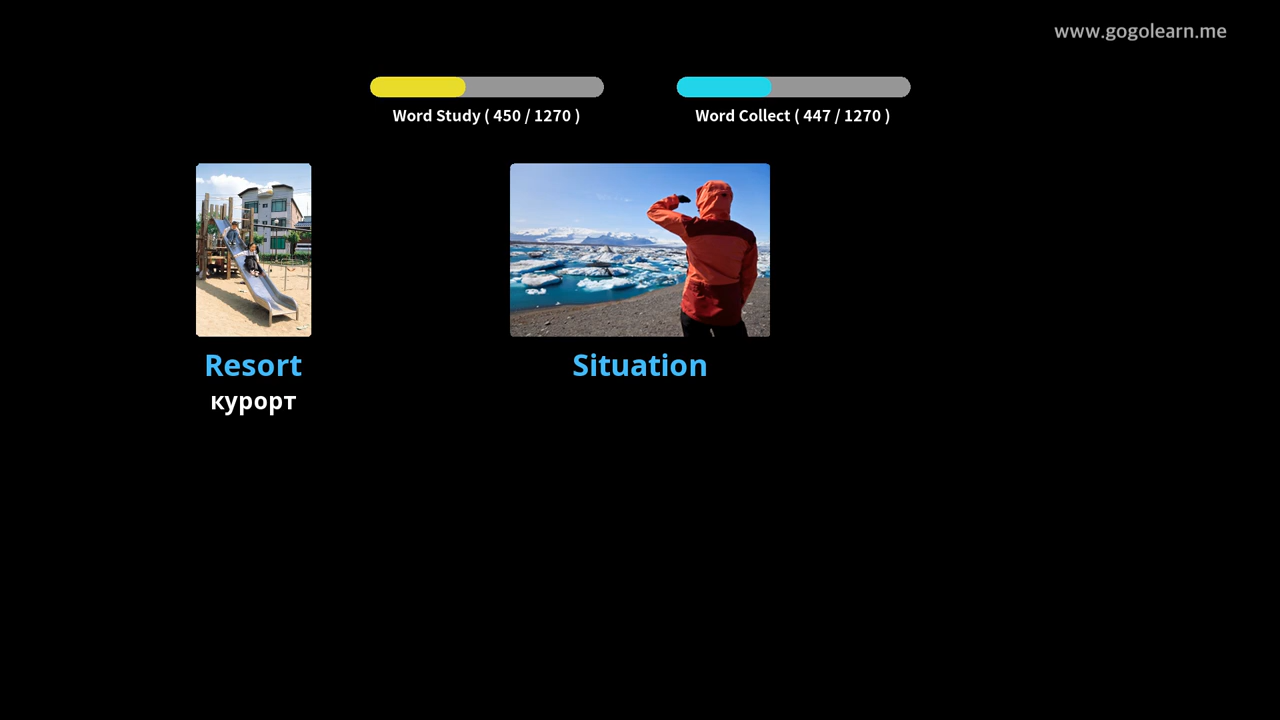 www.gogolearn.me
Word Study ( 450 / 1270 )
Word Collect ( 447 / 1270 )
Resort
Situation
курорт